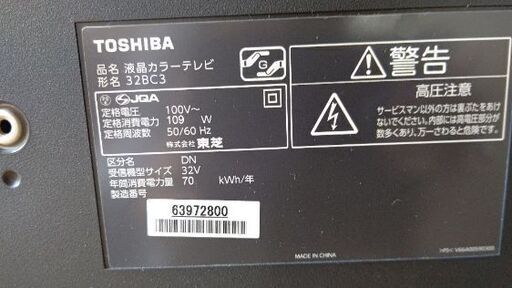 TOSHIBA
品名 液晶カラーテレビ
形名 32BC3
JQA
定格電圧 100V~
定格消費電力 109 W
定格周波数 50/60 Hz
株式会社 東芝
区分名 DN
受信機型サイズ 32V
年間消費電力量 70 kWh/年
製造番号
63972800
警告
高圧注意
サービスマン以外の方は裏ぶたをあけ
ないでください。内部には高電圧部分が
数多くあり、万一さわると危険です。
MADE IN CHINA